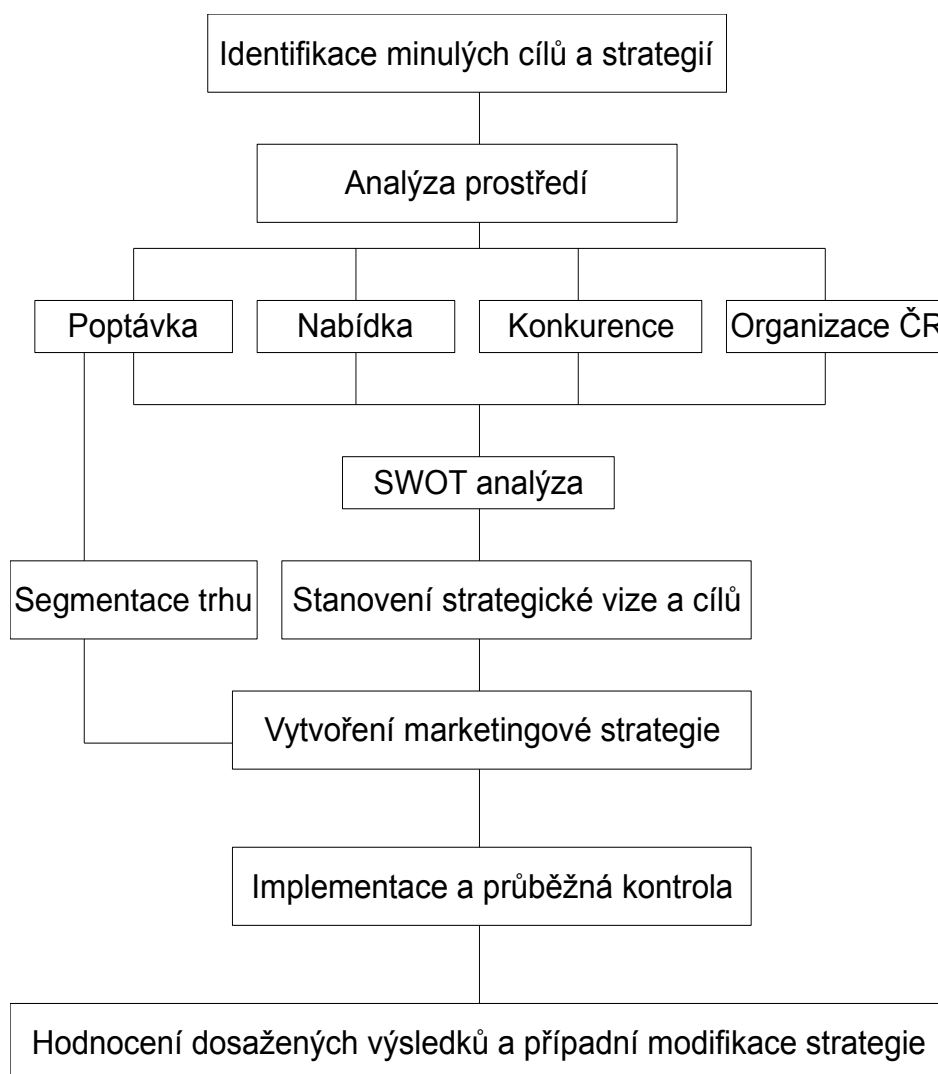 Identifikace minulých cílů a strategií
Analýza prostředí
Poptávka
Nabídka
Konkurence
Organizace ČR
SWOT analýza
Segmentace trhu
Stanovení strategické vize a cílů
Vytvoření marketingové strategie
Implementace a průběžná kontrola
Hodnocení dosažených výsledků a případní modifikace strategie